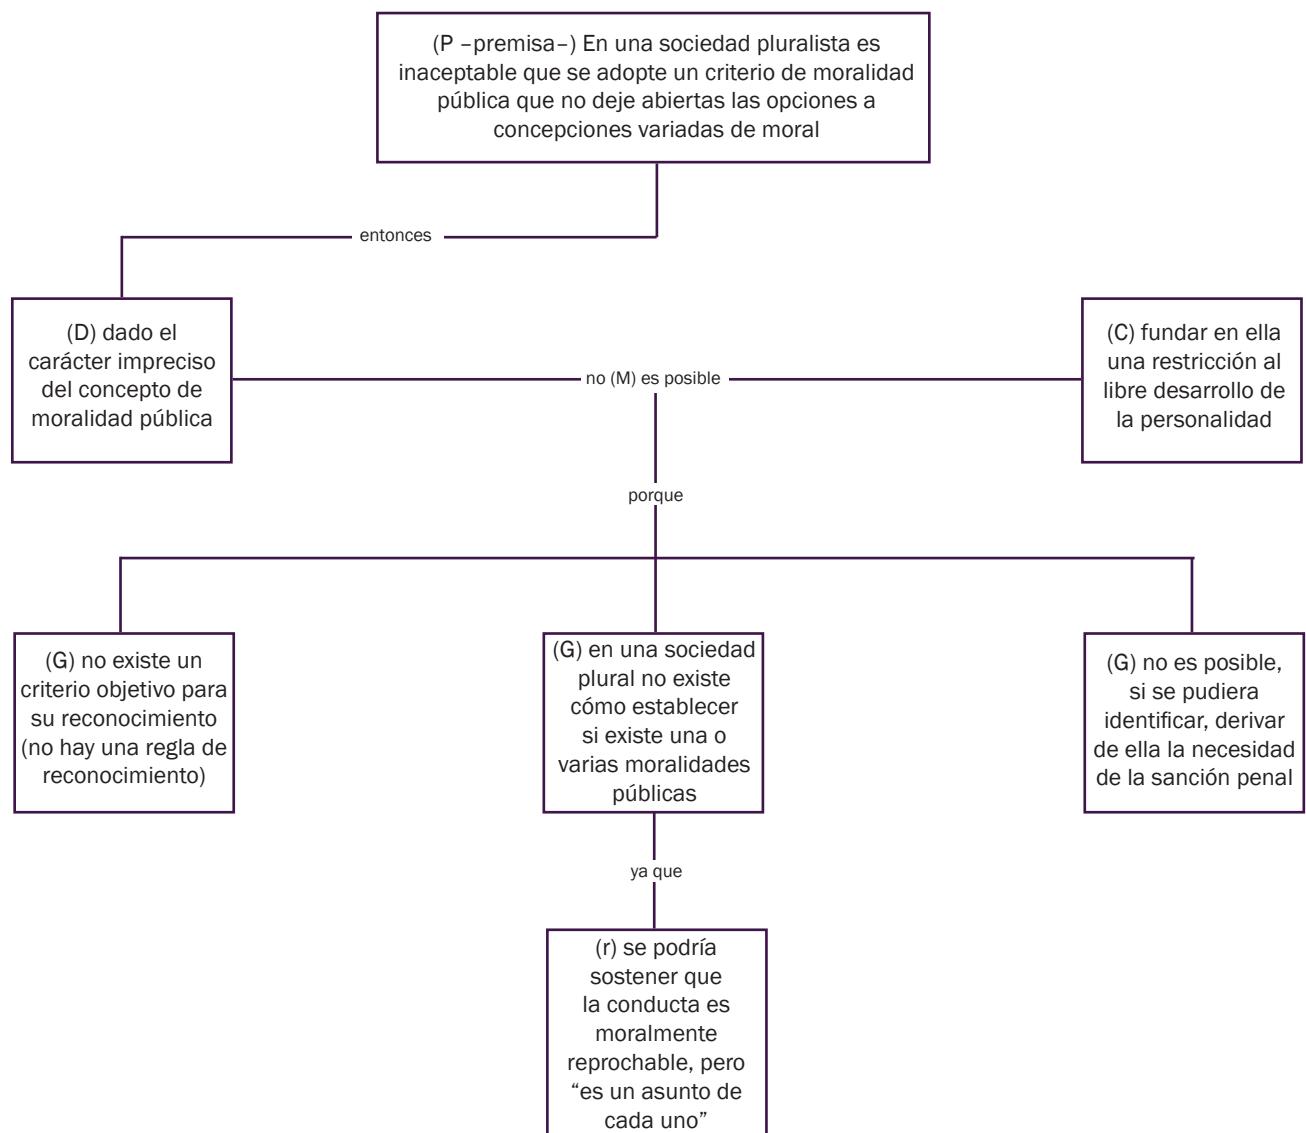 (P –premisa–) En una sociedad pluralista es
inaceptable que se adopte un criterio de moralidad
pública que no deje abiertas las opciones a
concepciones variadas de moral
entonces
(D) dado el
carácter impreciso
del concepto de
moralidad pública
no (M) es posible
(C) fundar en ella
una restricción al
libre desarrollo de
la personalidad
porque
(G) no existe un
criterio objetivo para
su reconocimiento
(no hay una regla de
reconocimiento)
(G) en una sociedad
plural no existe
cómo establecer
si existe una o
varias moralidades
públicas
(G) no es posible,
si se pudiera
identificar, derivar
de ella la necesidad
de la sanción penal
ya que
(r) se podría
sostener que
la conducta es
moralmente
reprochable, pero
“es un asunto de
cada uno”